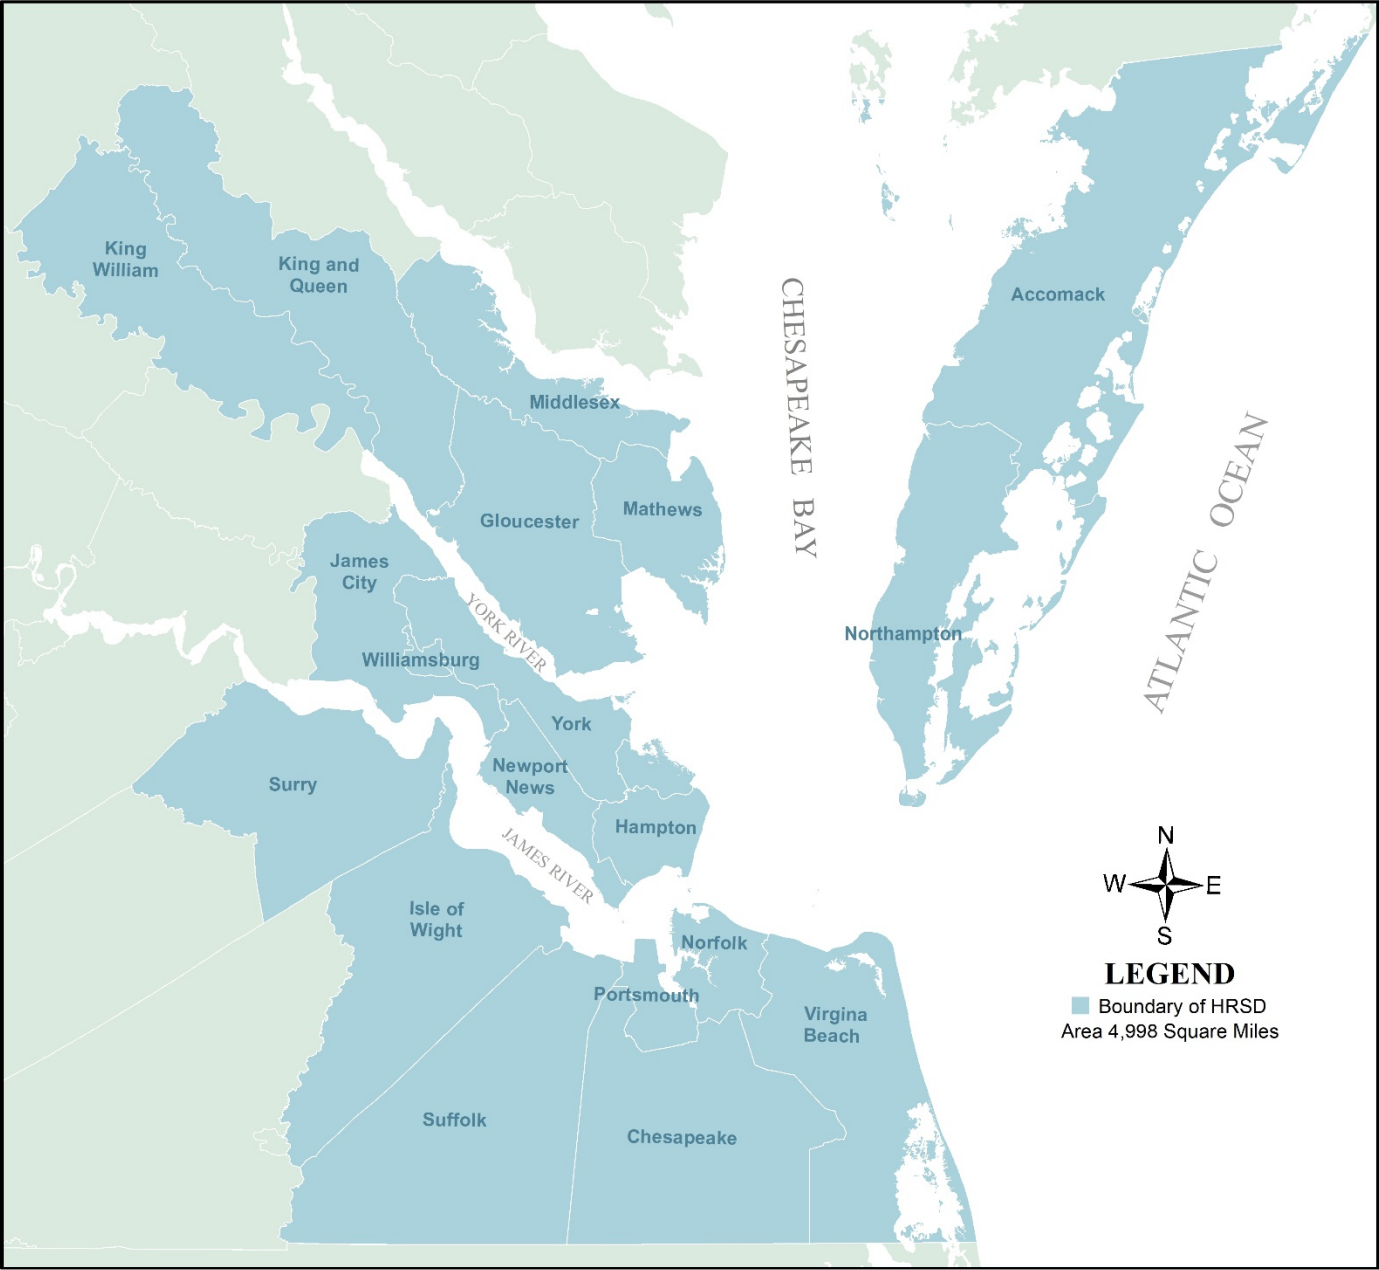 King
William
King and
Queen
Accomack
CHESAPEAKE BAY
Middlesex
ATLANTIC OCEAN
Mathews
Gloucester
James
City
YORK RIVER
Northampton
Williamsburg
York
Newport
News
Surry
Hampton
JAMES RIVER
N
W
E
S
Isle of
Wight
Norfolk
LEGEND
Portsmouth
Boundary of HRSD
Area 4,998 Square Miles
Virgina
Beach
Suffolk
Chesapeake